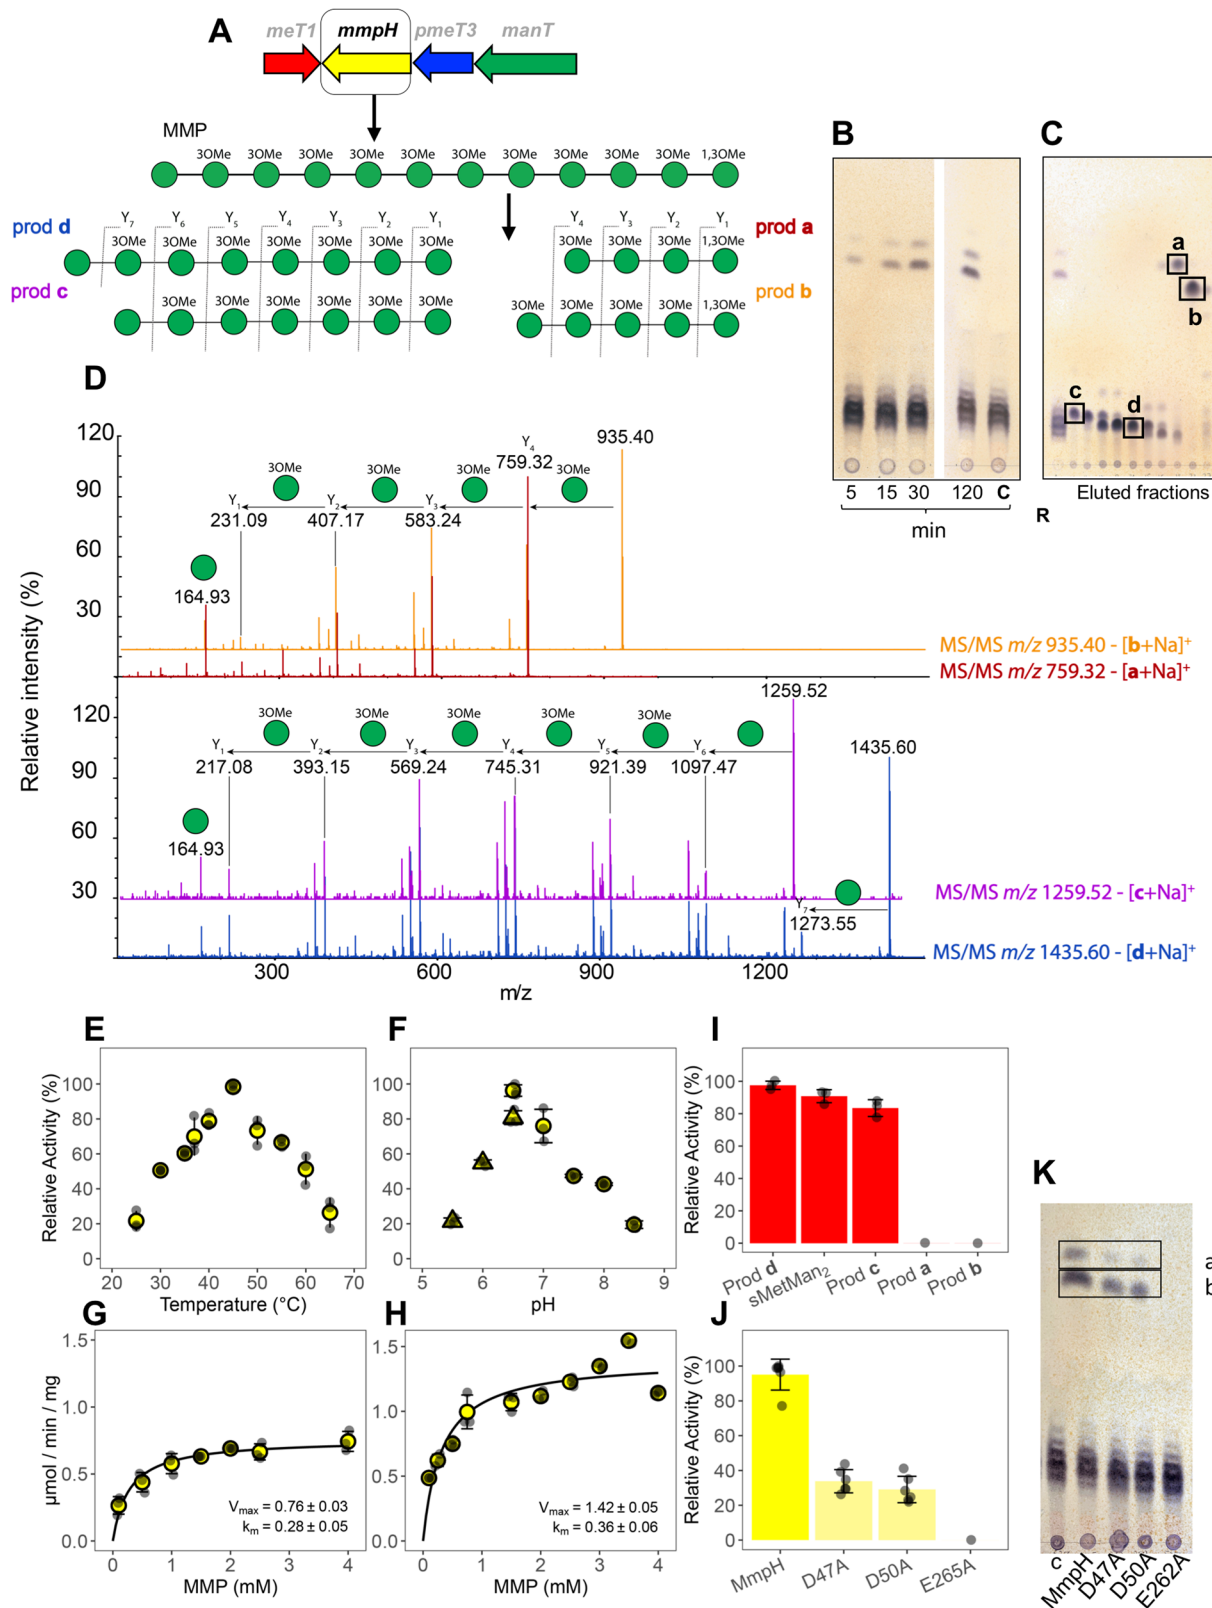 A
meT1 mmpH pmeT3 manT
MMP
3OMe 3OMe 3OMe 3OMe 3OMe 3OMe 3OMe 3OMe 3OMe 3OMe 1,3OMe
prod d
Y7 Y6 Y5 Y4 Y3 Y2 Y1
3OMe 3OMe 3OMe 3OMe 3OMe 3OMe 3OMe
prod c
3OMe 3OMe 3OMe 3OMe 3OMe 3OMe 3OMe
Y4 Y3 Y2 Y1
prod a
3OMe 3OMe 3OMe 1,3OMe
prod b
3OMe 3OMe 3OMe 3OMe 1,3OMe
B
5 15 30 120 C
min
R
C
a
b
c
d
Eluted fractions
D
Relative intensity (%)
120
90
60
30
3OMe 3OMe 3OMe 3OMe
Y1 Y2 Y3 Y4
231.09 407.17 583.24 759.32 935.40
164.93
MS/MS m/z 935.40 - [b+Na]+
MS/MS m/z 759.32 - [a+Na]+
120
90
60
30
3OMe 3OMe 3OMe 3OMe 3OMe
Y1 Y2 Y3 Y4 Y5 Y6
217.08 393.15 569.24 745.31 921.39 1097.47
1259.52
1435.60
164.93
Y7
1273.55
MS/MS m/z 1259.52 - [c+Na]+
MS/MS m/z 1435.60 - [d+Na]+
300 600 900 1200
m/z
E
Relative Activity (%)
100
80
60
40
20
0
20 30 40 50 60 70
Temperature (°C)
F
100
80
60
40
20
0
5 6 7 8 9
pH
I
Relative Activity (%)
100
80
60
40
20
0
Prod d
sMetMan2
Prod c
Prod a
Prod b
G
µmol / min / mg
1.5
1.0
0.5
0.0
Vmax = 0.76 ± 0.03
km = 0.28 ± 0.05
0 1 2 3 4
MMP (mM)
H
1.5
1.0
0.5
0.0
Vmax = 1.42 ± 0.05
km = 0.36 ± 0.06
0 1 2 3 4
MMP (mM)
J
Relative Activity (%)
100
80
60
40
20
0
MmpH
D47A
D50A
E265A
K
a
b
c
MmpH
D47A
D50A
E262A